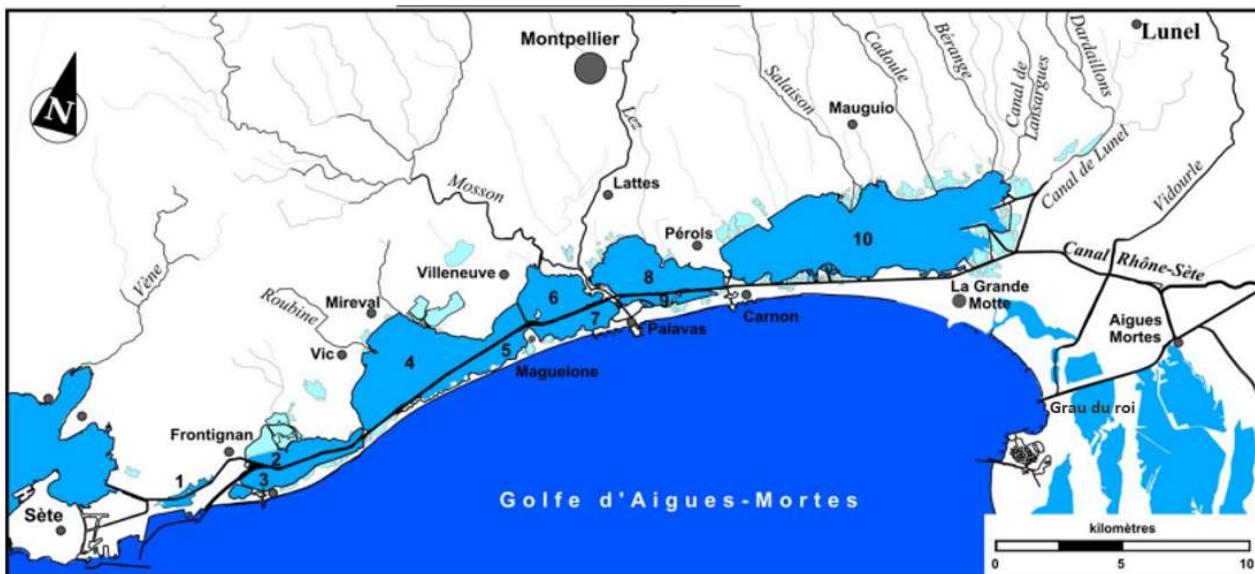 Montpellier
Lunel
Dardaillons
Bérange
Cadoule
Salaison
Canal de
Lansargues
Mauguio
Lez
N
Canal de Lunel
Vidourle
Mosson
Lattes
Pérols
10
Canal Rhône-Sète
Vène
Villeneuve
8
6
9
7
La Grande
Motte
Roubine
Mireval
Palavas
Carnon
Aigues
Mortes
Vic
4
5
Maguelone
Grau du roi
Frontignan
2
1
3
Golfe d'Aigues-Mortes
Sète
kilomètres
0
5
10